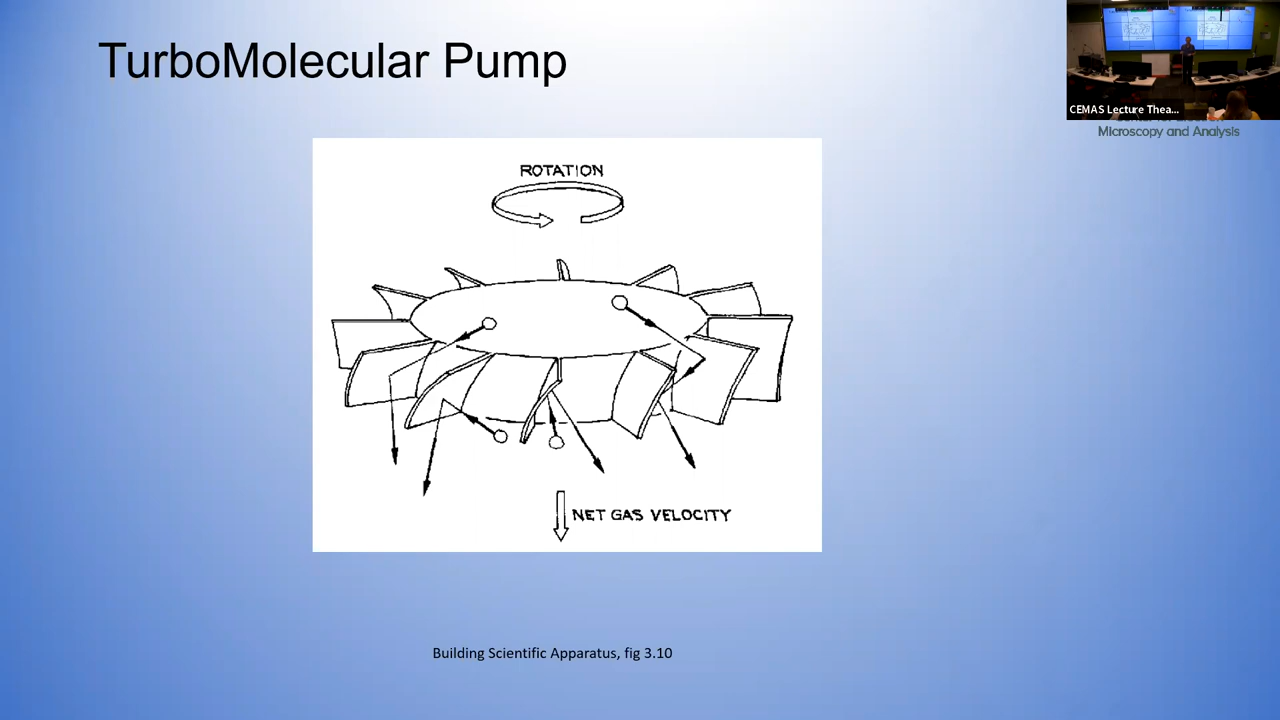 TurboMolecular Pump
CEMAS Lecture Thea...
Microscopy and Analysis
ROTATION
NET GAS VELOCITY
Building Scientific Apparatus, fig 3.10